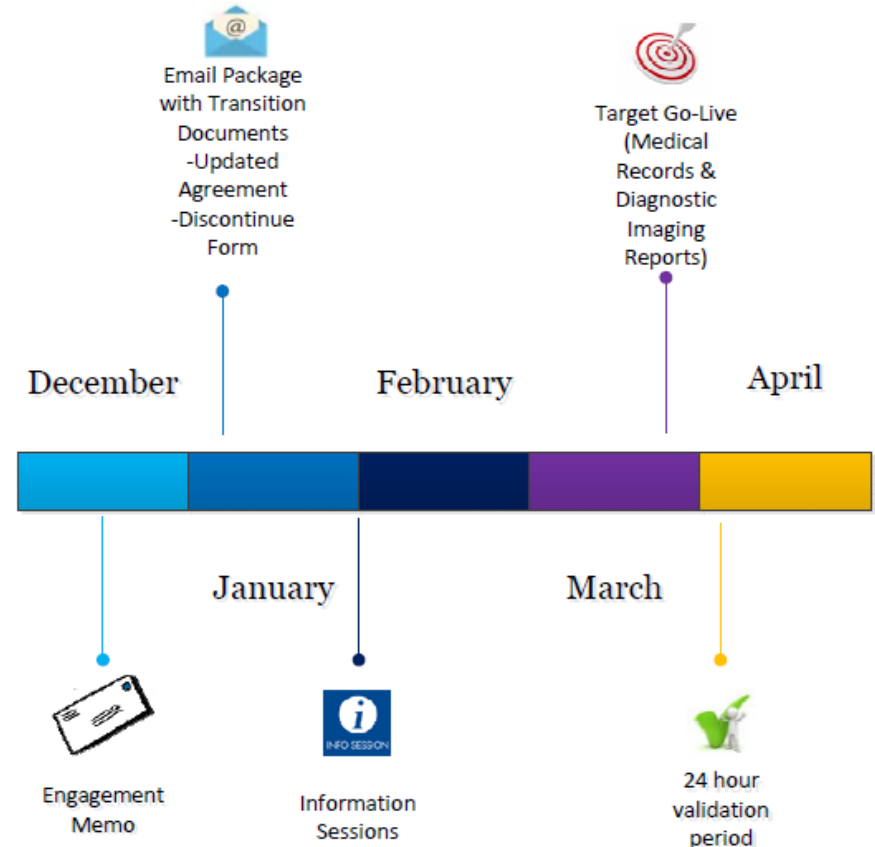 @
Email Package
with Transition
Documents
-Updated
Agreement
-Discontinue
Form
Target Go-Live
(Medical
Records &
Diagnostic
Imaging
Reports)
December
February
April
January
March
Engagement
Memo
i
INFO SESSION
Information
Sessions
24 hour
validation
period